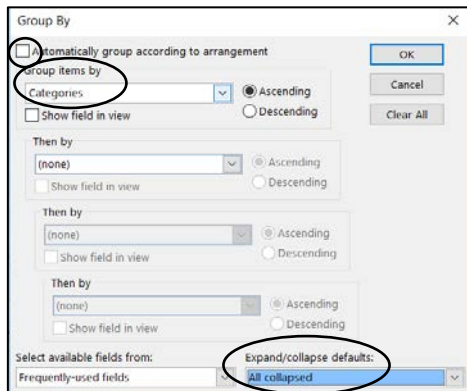 Group By
Automatically group according to arrangement
OK
Group items by
Categories
Ascending
Cancel
Show field in view
Descending
Clear All
Then by
(none)
Ascending
Show field in view
Descending
Then by
(none)
Ascending
Show field in view
Descending
Then by
(none)
Ascending
Show field in view
Descending
Select available fields from:
Expand/collapse defaults:
Frequently-used fields
All collapsed